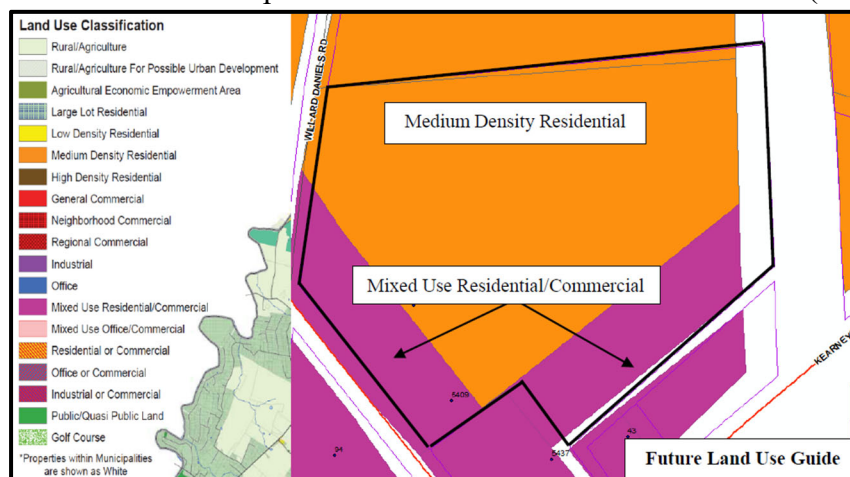 Land Use Classification
Rural/Agriculture
Rural/Agriculture For Possible Urban Development
Agricultural Economic Empowerment Area
Large Lot Residential
Low Density Residential
Medium Density Residential
High Density Residential
General Commercial
Neighborhood Commercial
Regional Commercial
Industrial
Office
Mixed Use Residential/Commercial
Mixed Use Office/Commercial
Residential or Commercial
Office or Commercial
Industrial or Commercial
Public/Quasi Public Land
Golf Course
*Properties within Municipalities
are shown as White
WILLARD DANIELS RD
Medium Density Residential
Mixed Use Residential/Commercial
5409
94
5437
43
KEARNEY
Future Land Use Guide